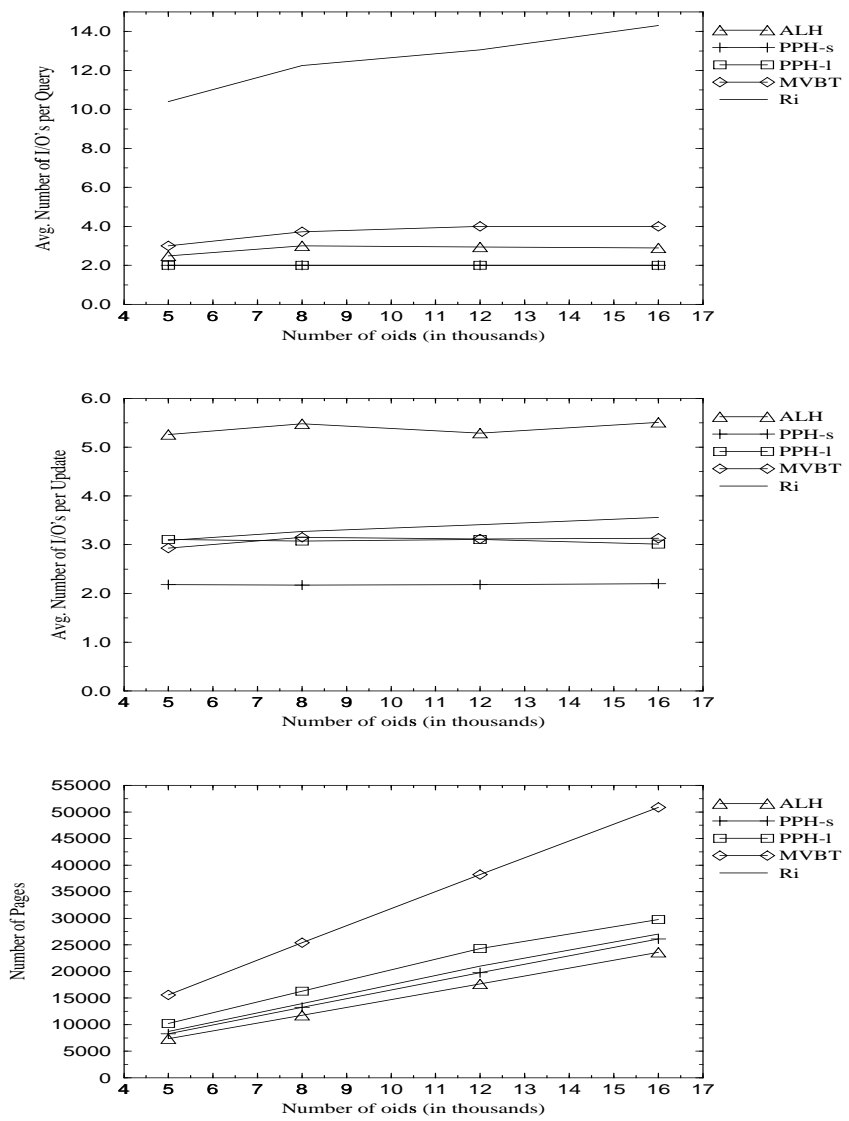 14.0
12.0
10.0
8.0
6.0
4.0
2.0
0.0
Avg. Number of I/O's per Query
4 5 6 7 8 9 10 11 12 13 14 15 16 17
Number of oids (in thousands)
ALH
PPH-s
PPH-l
MVBT
Ri
6.0
5.0
4.0
3.0
2.0
1.0
0.0
Avg. Number of I/O's per Update
4 5 6 7 8 9 10 11 12 13 14 15 16 17
Number of oids (in thousands)
ALH
PPH-s
PPH-l
MVBT
Ri
55000
50000
45000
40000
35000
30000
25000
20000
15000
10000
5000
0
Number of Pages
4 5 6 7 8 9 10 11 12 13 14 15 16 17
Number of oids (in thousands)
ALH
PPH-s
PPH-l
MVBT
Ri